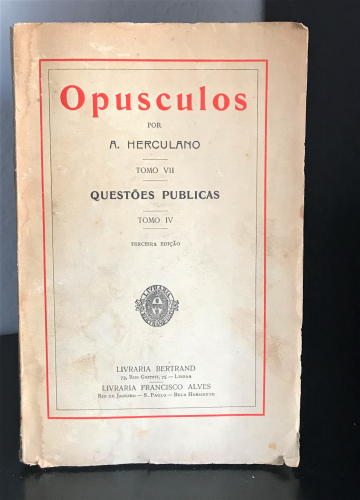 Opusculos
POR
A. HERCULANO
TOMO VII
QUESTÕES PUBLICAS
TOMO IV
TERCEIRA EDIÇÃO
LIVRARIA BERTRAND
73, Rua Garrett, 75 — Lisboa
LIVRARIA FRANCISCO ALVES
Rio de Janeiro — S. Paulo — Belo Horizonte